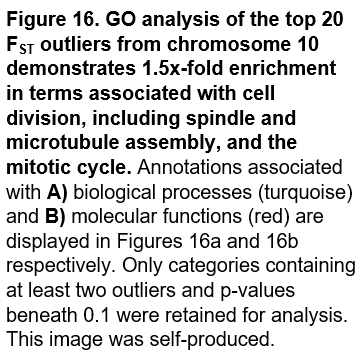 Figure 16. GO analysis of the top 20
FST outliers from chromosome 10
demonstrates 1.5x-fold enrichment
in terms associated with cell
division, including spindle and
microtubule assembly, and the
mitotic cycle. Annotations associated
with A) biological processes (turquoise)
and B) molecular functions (red) are
displayed in Figures 16a and 16b
respectively. Only categories containing
at least two outliers and p-values
beneath 0.1 were retained for analysis.
This image was self-produced.